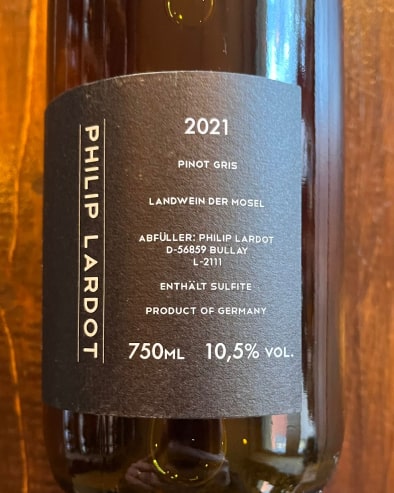 PHILIP LARDOT
2021
PINOT GRIS
LANDWEIN DER MOSEL
ABFÜLLER: PHILIP LARDOT
D-56859 BULLAY
L-2111
ENTHÄLT SULFITE
PRODUCT OF GERMANY
750ML 10,5% VOL.